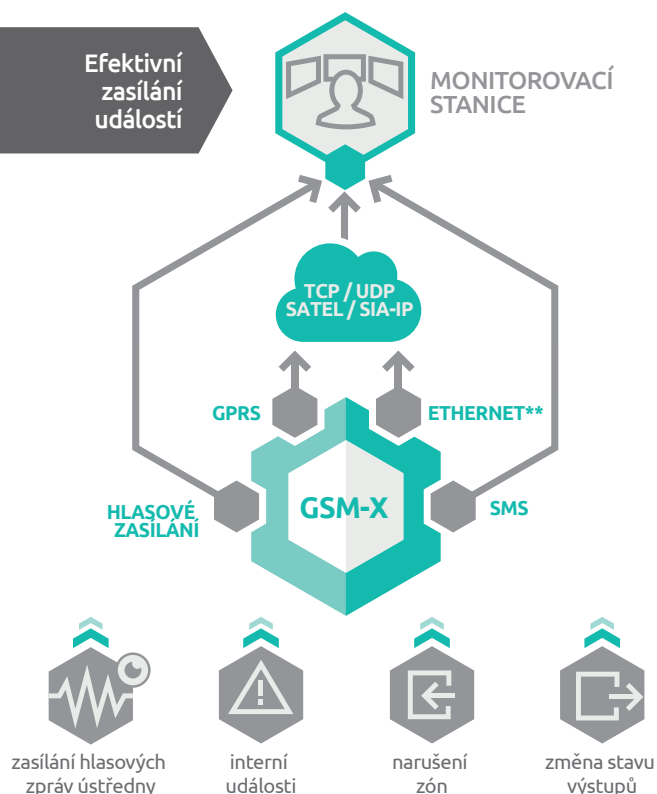 Efektivní
zasílání
událostí
MONITOROVACÍ
STANICE
TCP / UDP
SATEL / SIA-IP
GPRS
ETHERNET**
HLASOVÉ
ZASÍLÁNÍ
GSM-X
SMS
zasílání hlasových
zpráv ústředny
interní
události
narušení
zón
změna stavu
výstupů